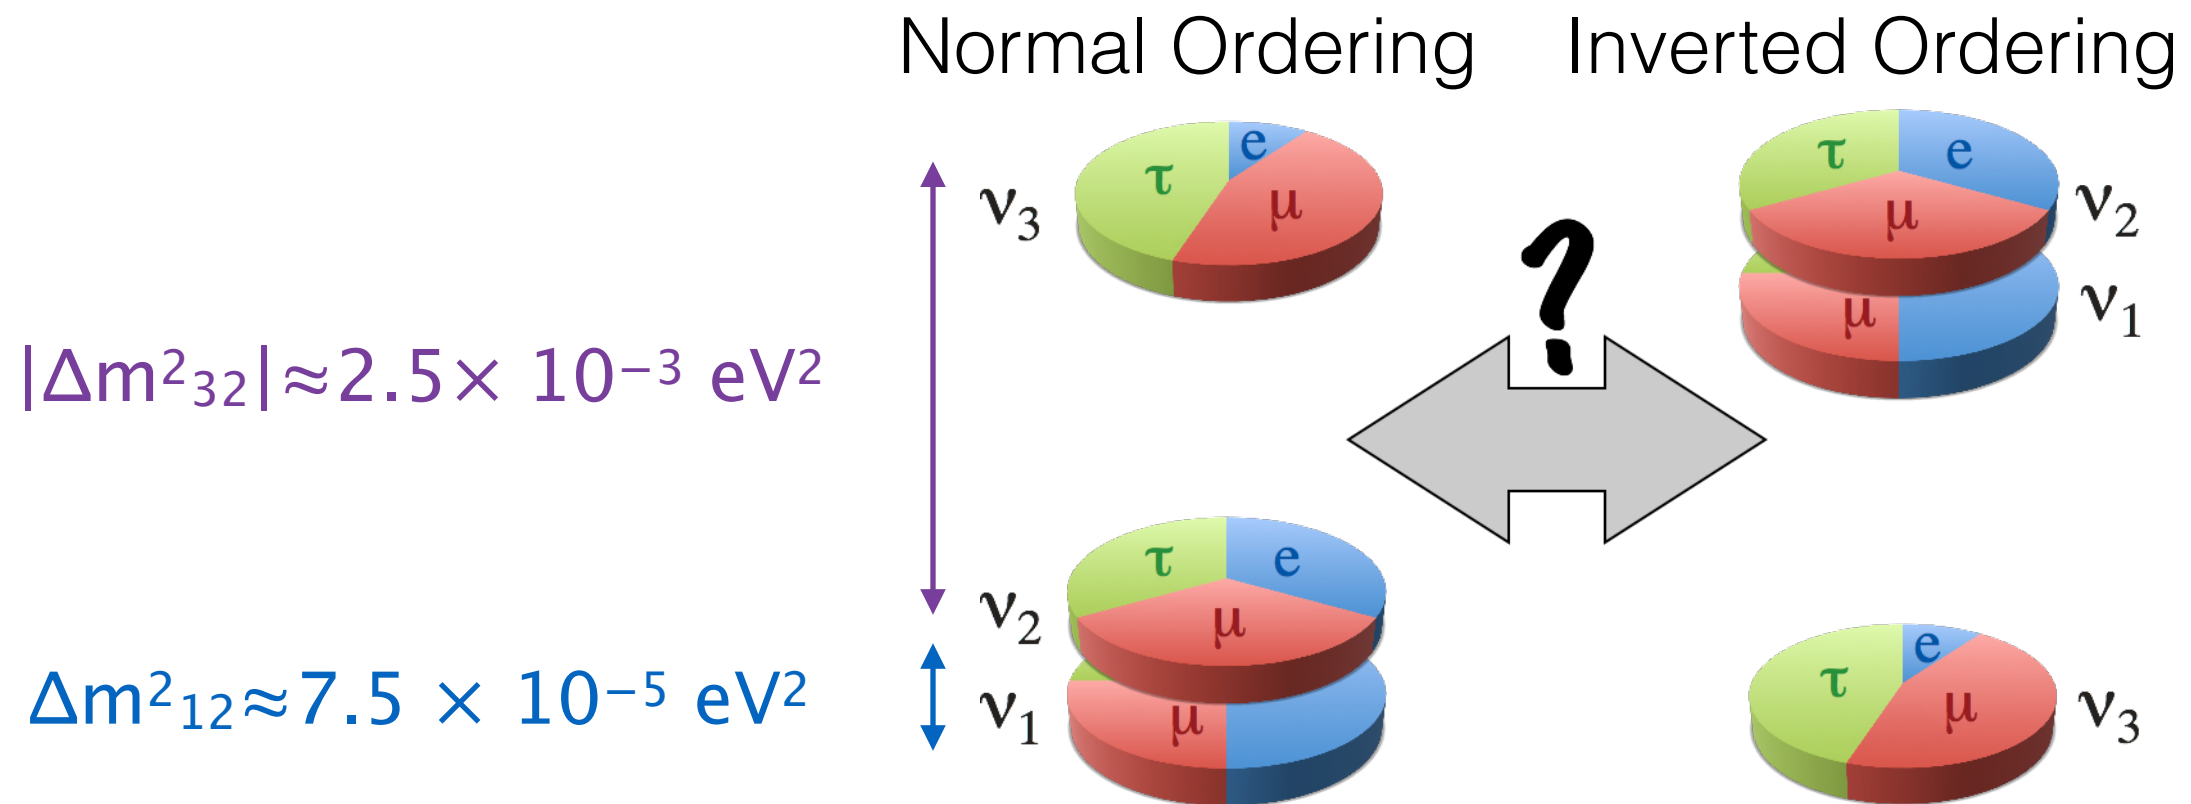 Normal Ordering
Inverted Ordering
ν₃
τ
e
μ
τ
e
μ
ν₂
μ
ν₁
?
|Δm²₃₂|≈2.5× 10⁻³ eV²
ν₂
τ
e
μ
Δm²₁₂≈7.5 × 10⁻⁵ eV²
ν₁
μ
τ
e
μ
ν₃